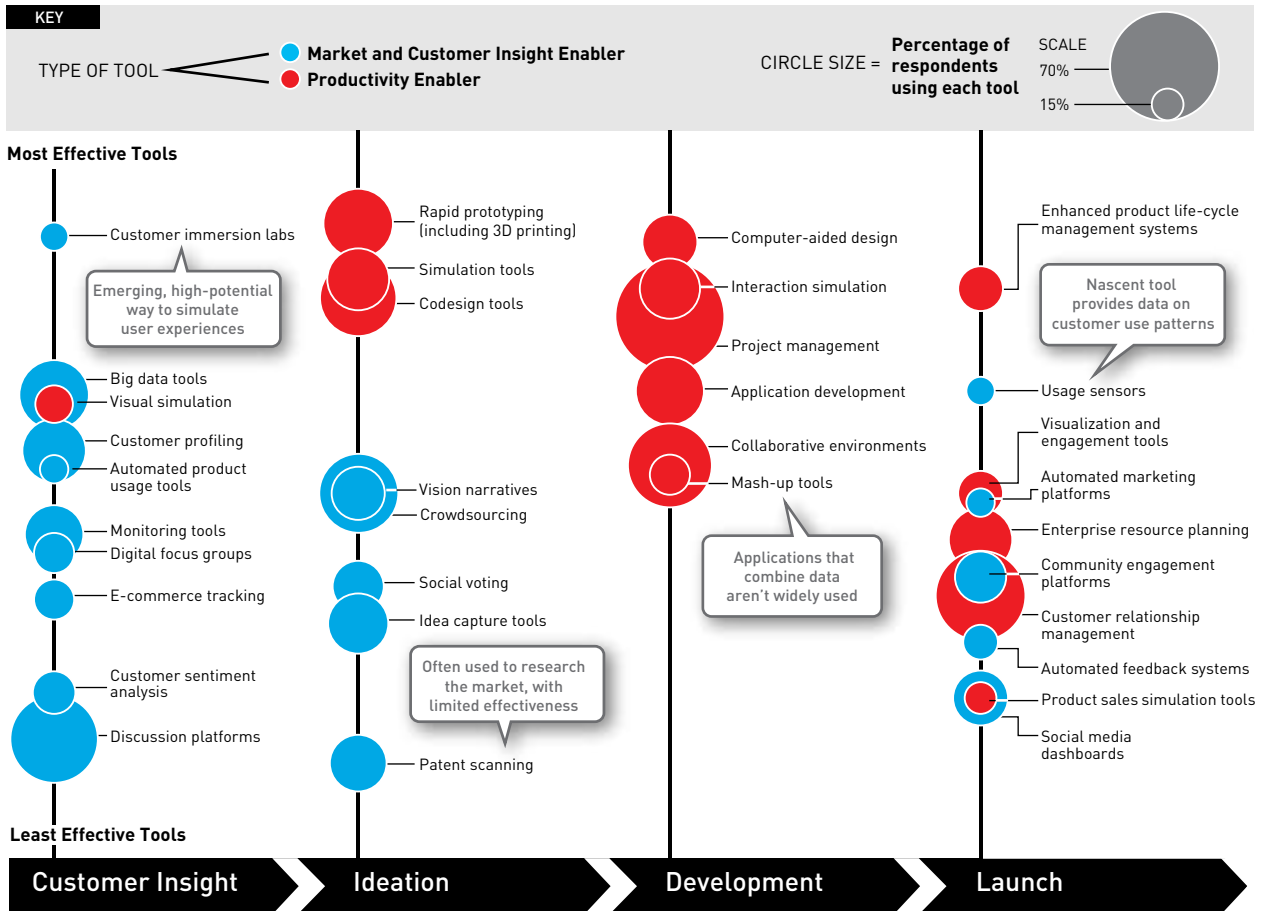 KEY
TYPE OF TOOL
Market and Customer Insight Enabler
Productivity Enabler
CIRCLE SIZE =
Percentage of
respondents
using each tool
SCALE
70%
15%
Most Effective Tools
Customer immersion labs
Emerging, high-potential
way to simulate
user experiences
Big data tools
Visual simulation
Customer profiling
Automated product
usage tools
Monitoring tools
Digital focus groups
E-commerce tracking
Customer sentiment
analysis
Discussion platforms
Rapid prototyping
(including 3D printing)
Simulation tools
Codesign tools
Vision narratives
Crowdsourcing
Social voting
Idea capture tools
Often used to research
the market, with
limited effectiveness
Patent scanning
Computer-aided design
Interaction simulation
Project management
Application development
Collaborative environments
Mash-up tools
Applications that
combine data
aren't widely used
Enhanced product life-cycle
management systems
Nascent tool
provides data on
customer use patterns
Usage sensors
Visualization and
engagement tools
Automated marketing
platforms
Enterprise resource planning
Community engagement
platforms
Customer relationship
management
Automated feedback systems
Product sales simulation tools
Social media
dashboards
Least Effective Tools
Customer Insight
Ideation
Development
Launch